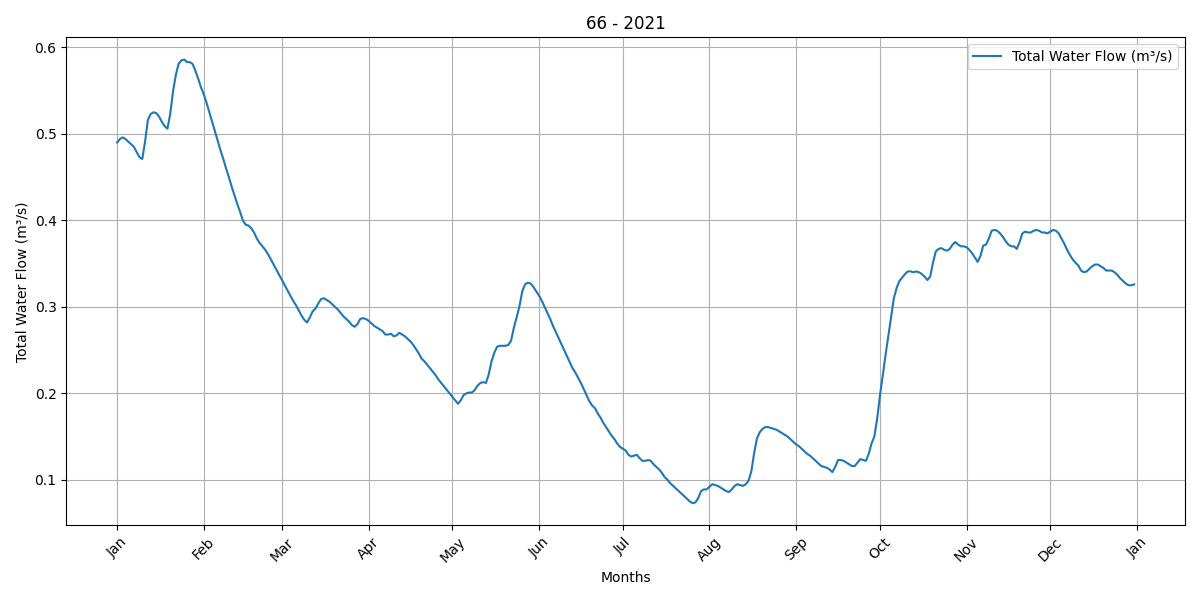 66 - 2021
Total Water Flow (m³/s)
Total Water Flow (m³/s)
0.6
0.5
0.4
0.3
0.2
0.1
Jan
Feb
Mar
Apr
May
Jun
Jul
Aug
Sep
Oct
Nov
Dec
Jan
Months